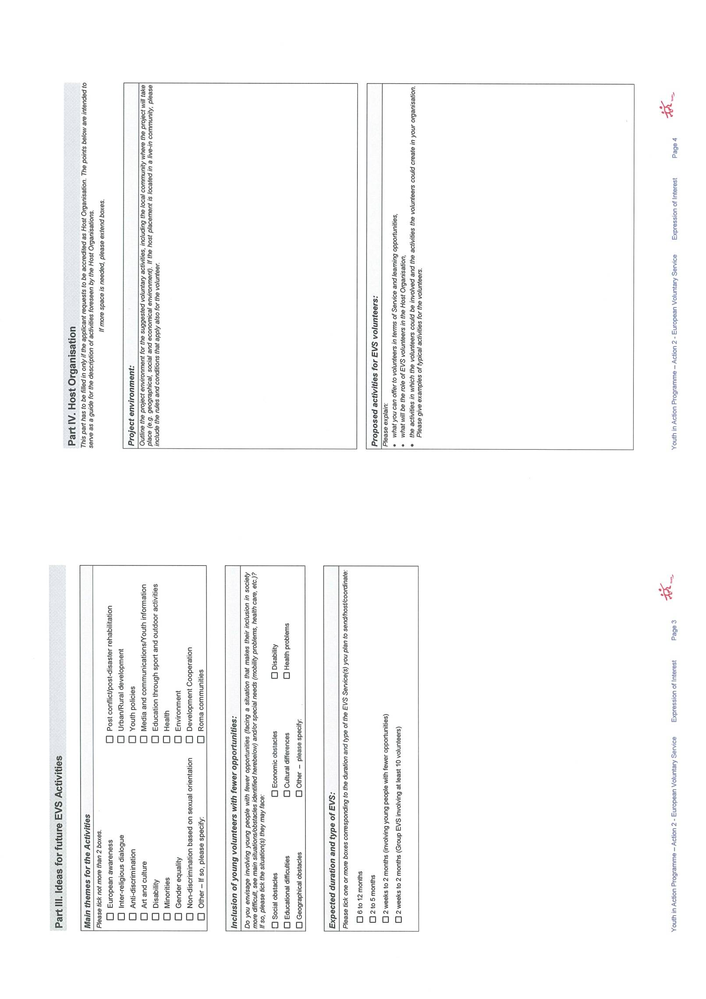 Part III. Ideas for future EVS Activities
Main themes for the Activities
Please tick not more than 2 boxes.
☐ European awareness ☐ Post conflict/post-disaster rehabilitation
☐ Inter-religious dialogue ☐ Urban/Rural development
☐ Anti-discrimination ☐ Youth policies
☐ Art and culture ☐ Media and communications/Youth information
☐ Disability ☐ Education through sport and outdoor activities
☐ Minorities ☐ Health
☐ Gender equality ☐ Environment
☐ Non-discrimination based on sexual orientation ☐ Development Cooperation
☐ Other – If so, please specify: ☐ Roma communities
Inclusion of young volunteers with fewer opportunities:
Do you envisage involving young people with fewer opportunities (facing a situation that makes their inclusion in society
more difficult, see main situations/obstacles identified herebelow) and/or special needs (mobility problems, health care, etc.)?
If so, please tick the situation(s) they may face:
☐ Social obstacles ☐ Economic obstacles ☐ Disability
☐ Educational difficulties ☐ Cultural differences ☐ Health problems
☐ Geographical obstacles ☐ Other – please specify:
Expected duration and type of EVS:
Please tick one or more boxes corresponding to the duration and type of the EVS Service(s) you plan to send/host/coordinate:
☐ 6 to 12 months
☐ 2 to 5 months
☐ 2 weeks to 2 months (involving young people with fewer opportunities)
☐ 2 weeks to 2 months (Group EVS involving at least 10 volunteers)
Youth in Action Programme – Action 2 - European Voluntary Service Expression of Interest Page 3
Youth
Part IV. Host Organisation
This part has to be filled in only if the applicant requests to be accredited as Host Organisation. The points below are intended to
serve as a guide for the description of activities foreseen by the Host Organisations.
If more space is needed, please extend boxes.
Project environment:
Outline the project environment for the suggested voluntary activities, including the local community where the project will take
place (e.g. geographical, social and economical environment). If the host placement is located in a live-in community, please
include the rules and conditions that apply also for the volunteer.
Proposed activities for EVS volunteers:
Please explain:
• what you can offer to volunteers in terms of Service and learning opportunities,
• what will be the role of EVS volunteers in the Host Organisation,
• the activities in which the volunteers could be involved and the activities the volunteers could create in your organisation.
Please give examples of typical activities for the volunteers.
Youth in Action Programme – Action 2 - European Voluntary Service Expression of Interest Page 4
Youth